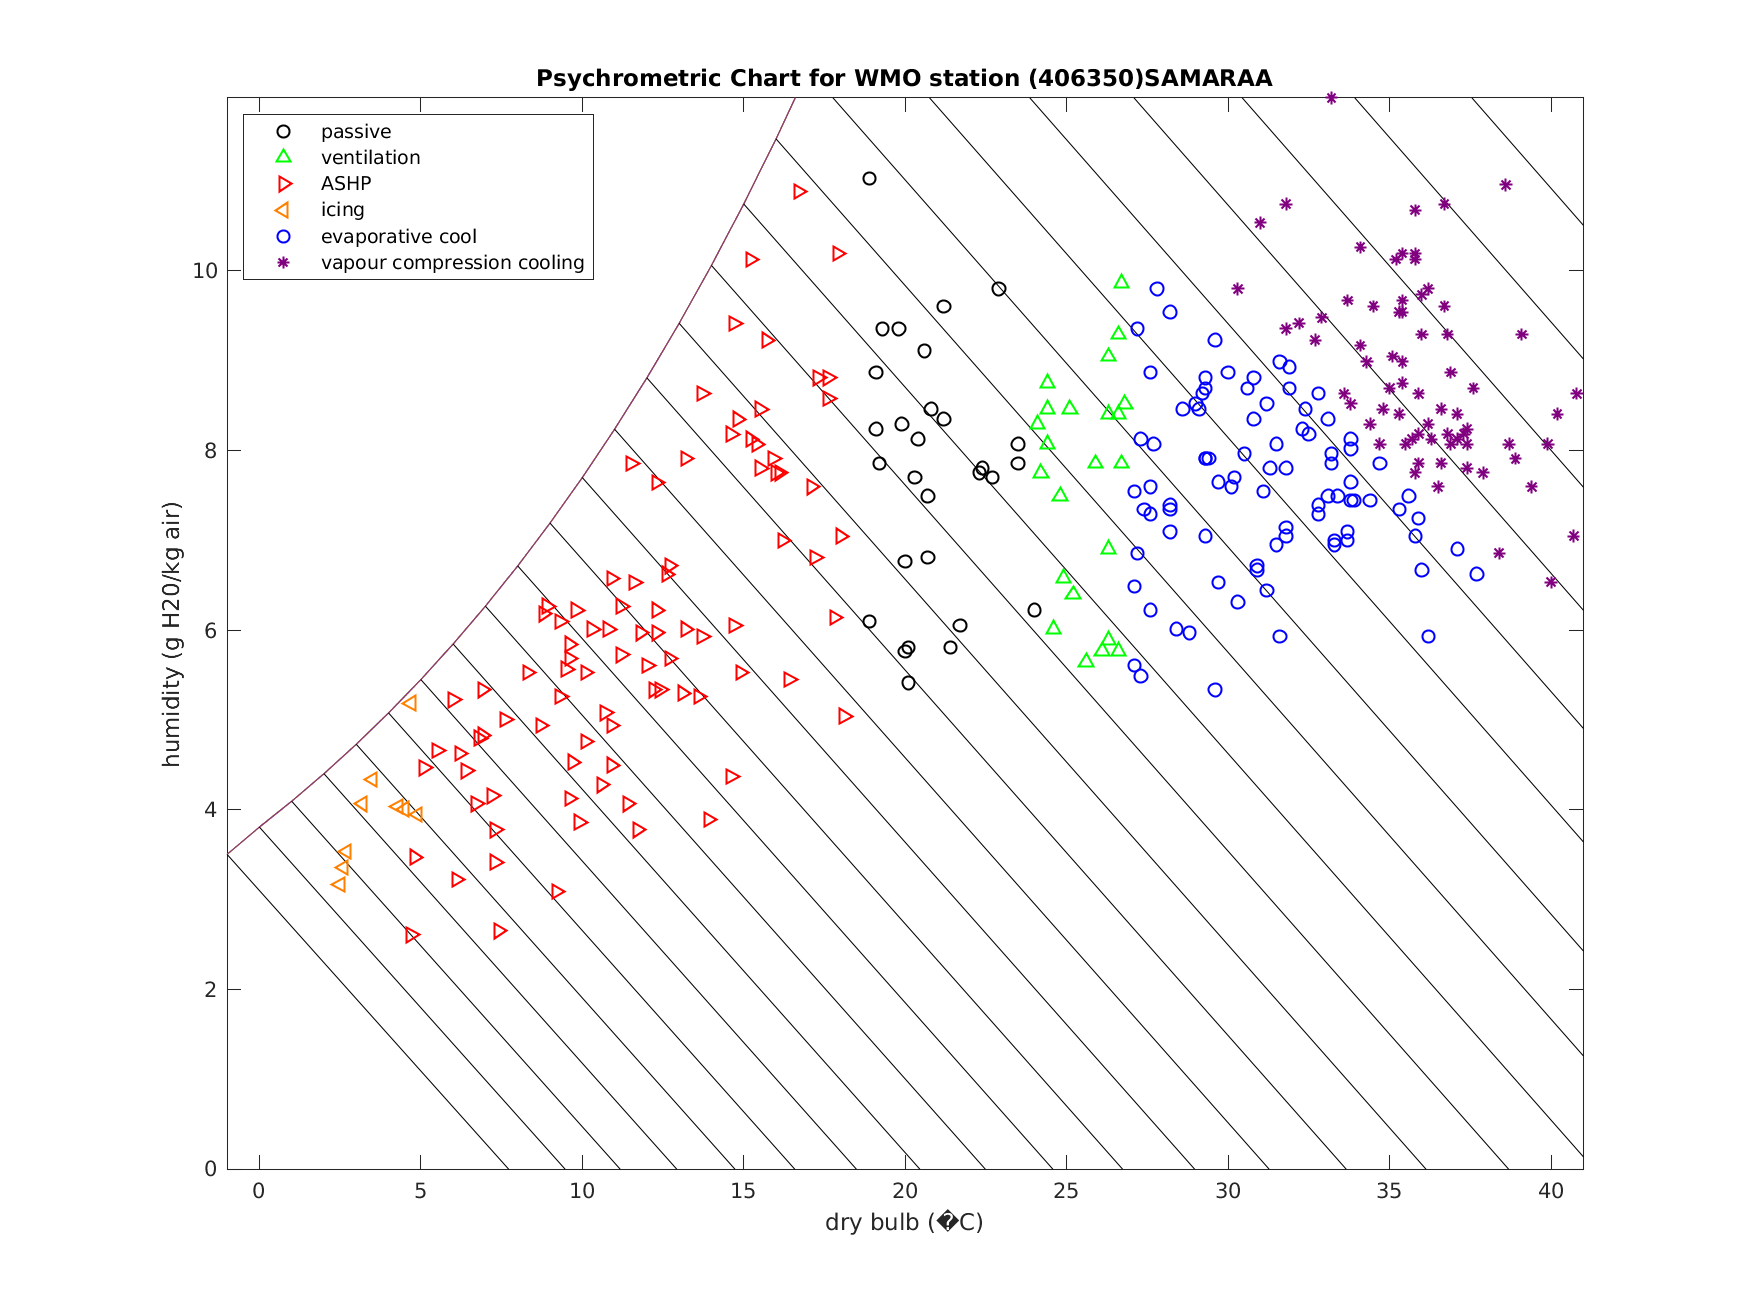 Psychrometric Chart for WMO station (406350)SAMARAA
passive
ventilation
ASHP
icing
evaporative cool
vapour compression cooling
10
8
6
4
2
0
humidity (g H20/kg air)
0 5 10 15 20 25 30 35 40
dry bulb (�C)